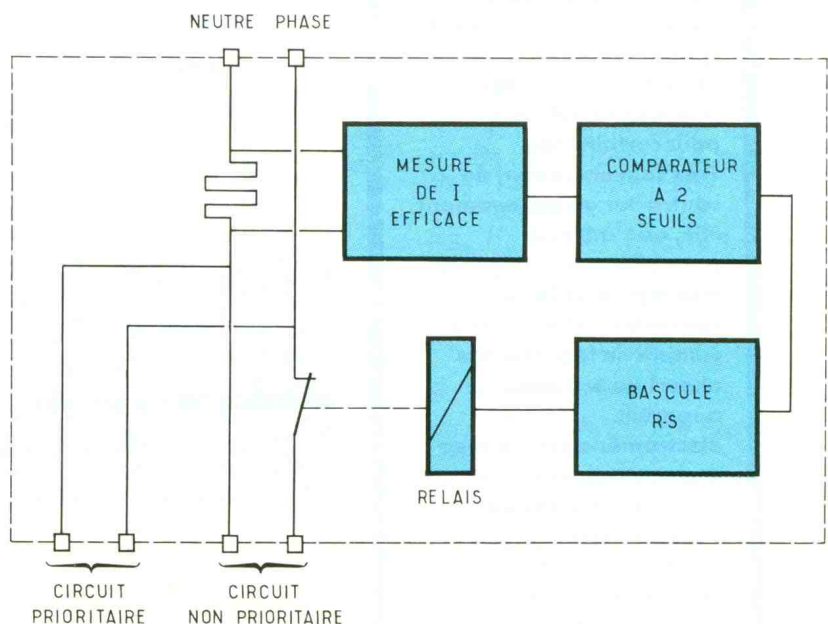 NEUTRE PHASE
MESURE
DE I
EFFICACE
COMPARATEUR
A 2
SEUILS
BASCULE
R-S
RELAIS
CIRCUIT
PRIORITAIRE
CIRCUIT
NON PRIORITAIRE